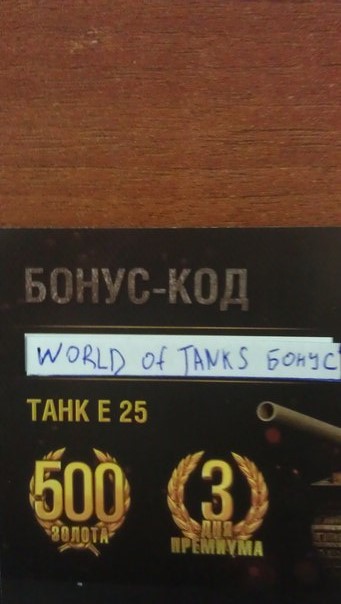 БОНУС-КОД
WORLD of TANKS БОНУС
ТАНК Е 25
500
ЗОЛОТА
3
ДНЯ
ПРЕМИУМА